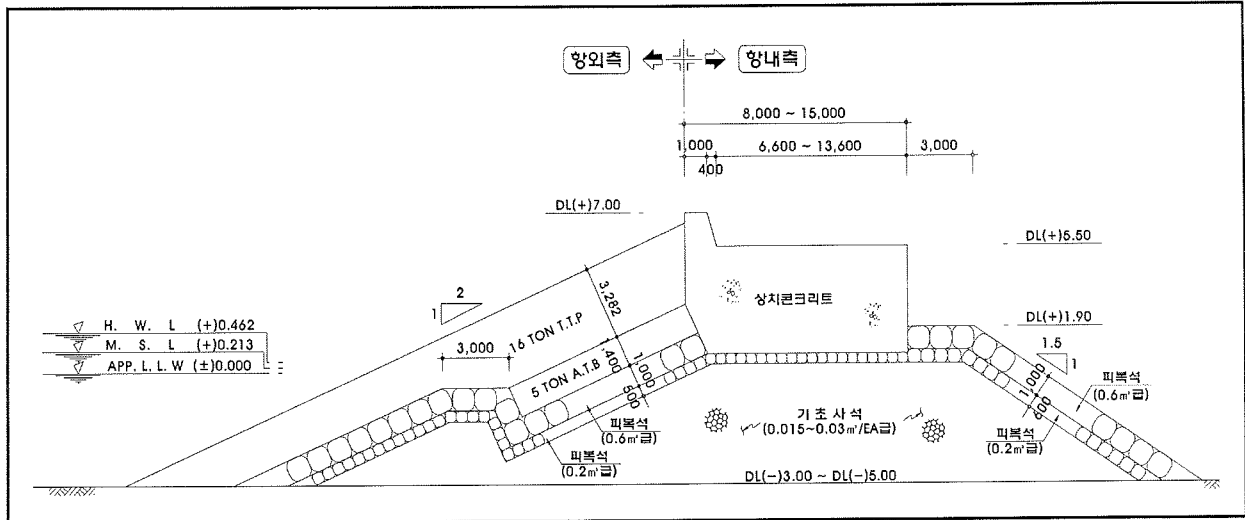 항외측
항내측
8,000 ~ 15,000
1,000
6,600 ~ 13,600
3,000
400
DL(+)7.00
DL(+)5.50
3,282
상치콘크리트
2
1
16 TON T.T.P
H. W. L (+)0.462
M. S. L (+)0.213
APP. L. L. W (±)0.000
DL(+)1.90
3,000
1.5
1
1,400
1,000
5 TON A.T.B
1,000
600
피복석
(0.6㎥급)
기초사석
(0.015~0.03㎥/EA급)
피복석
(0.6㎥급)
피복석
(0.2㎥급)
피복석
(0.2㎥급)
DL(-)3.00 ~ DL(-)5.00